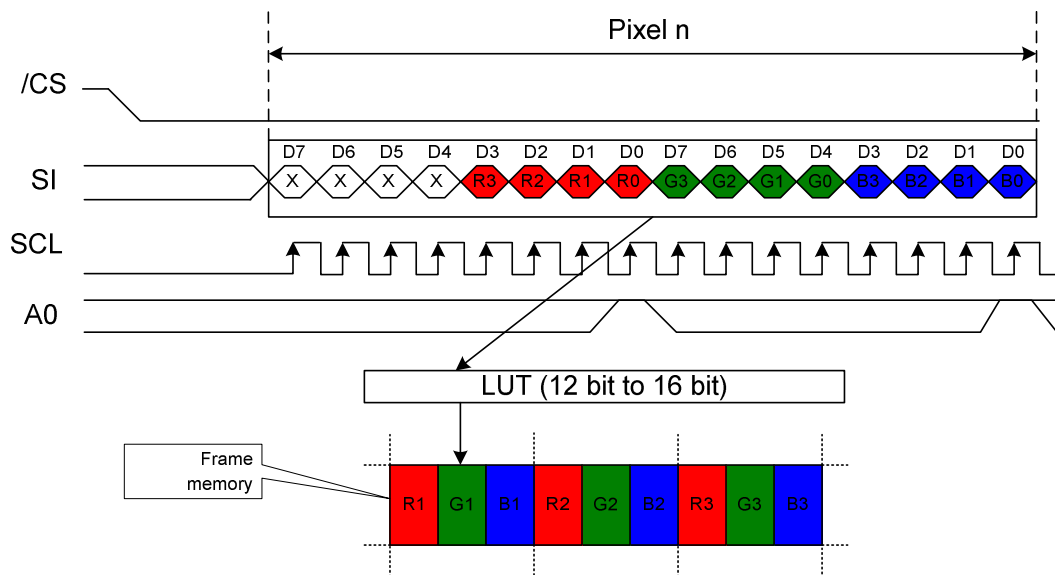 Pixel n
/CS
D7 D6 D5 D4 D3 D2 D1 D0 D7 D6 D5 D4 D3 D2 D1 D0
SI
X X X X R3 R2 R1 R0 G3 G2 G1 G0 B3 B2 B1 B0
SCL
A0
LUT (12 bit to 16 bit)
Frame
memory
R1 G1 B1 R2 G2 B2 R3 G3 B3